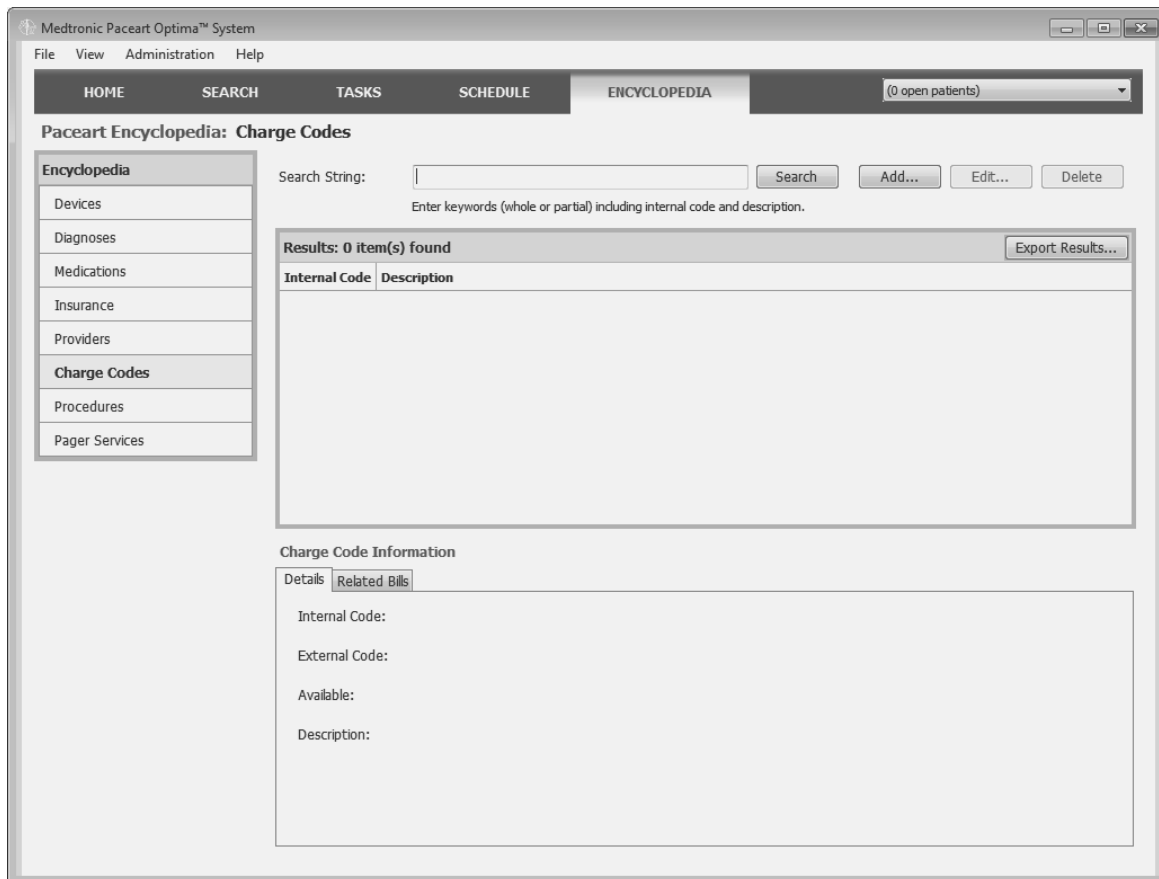 Medtronic Paceart Optima™ System
File View Administration Help
HOME SEARCH TASKS SCHEDULE ENCYCLOPEDIA (0 open patients)
Paceart Encyclopedia: Charge Codes
Encyclopedia
Devices
Diagnoses
Medications
Insurance
Providers
Charge Codes
Procedures
Pager Services
Search String: Search Add... Edit... Delete
Enter keywords (whole or partial) including internal code and description.
Results: 0 item(s) found Export Results...
Internal Code Description
Charge Code Information
Details Related Bills
Internal Code:
External Code:
Available:
Description: